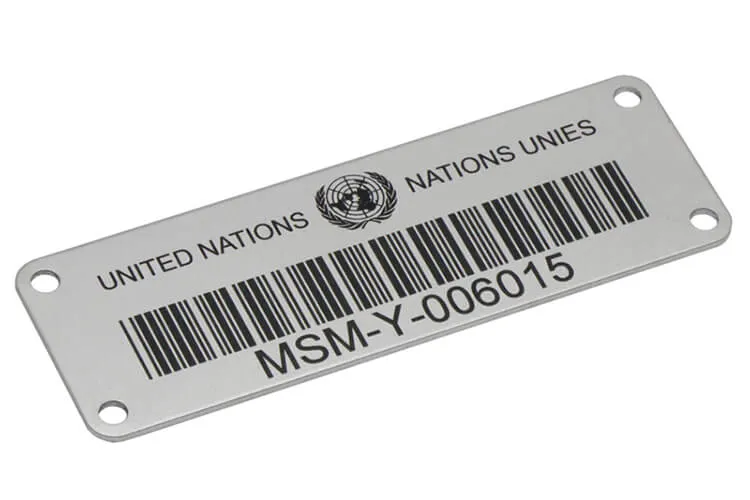 UNITED NATIONS NATIONS UNIES
MSM-Y-006015